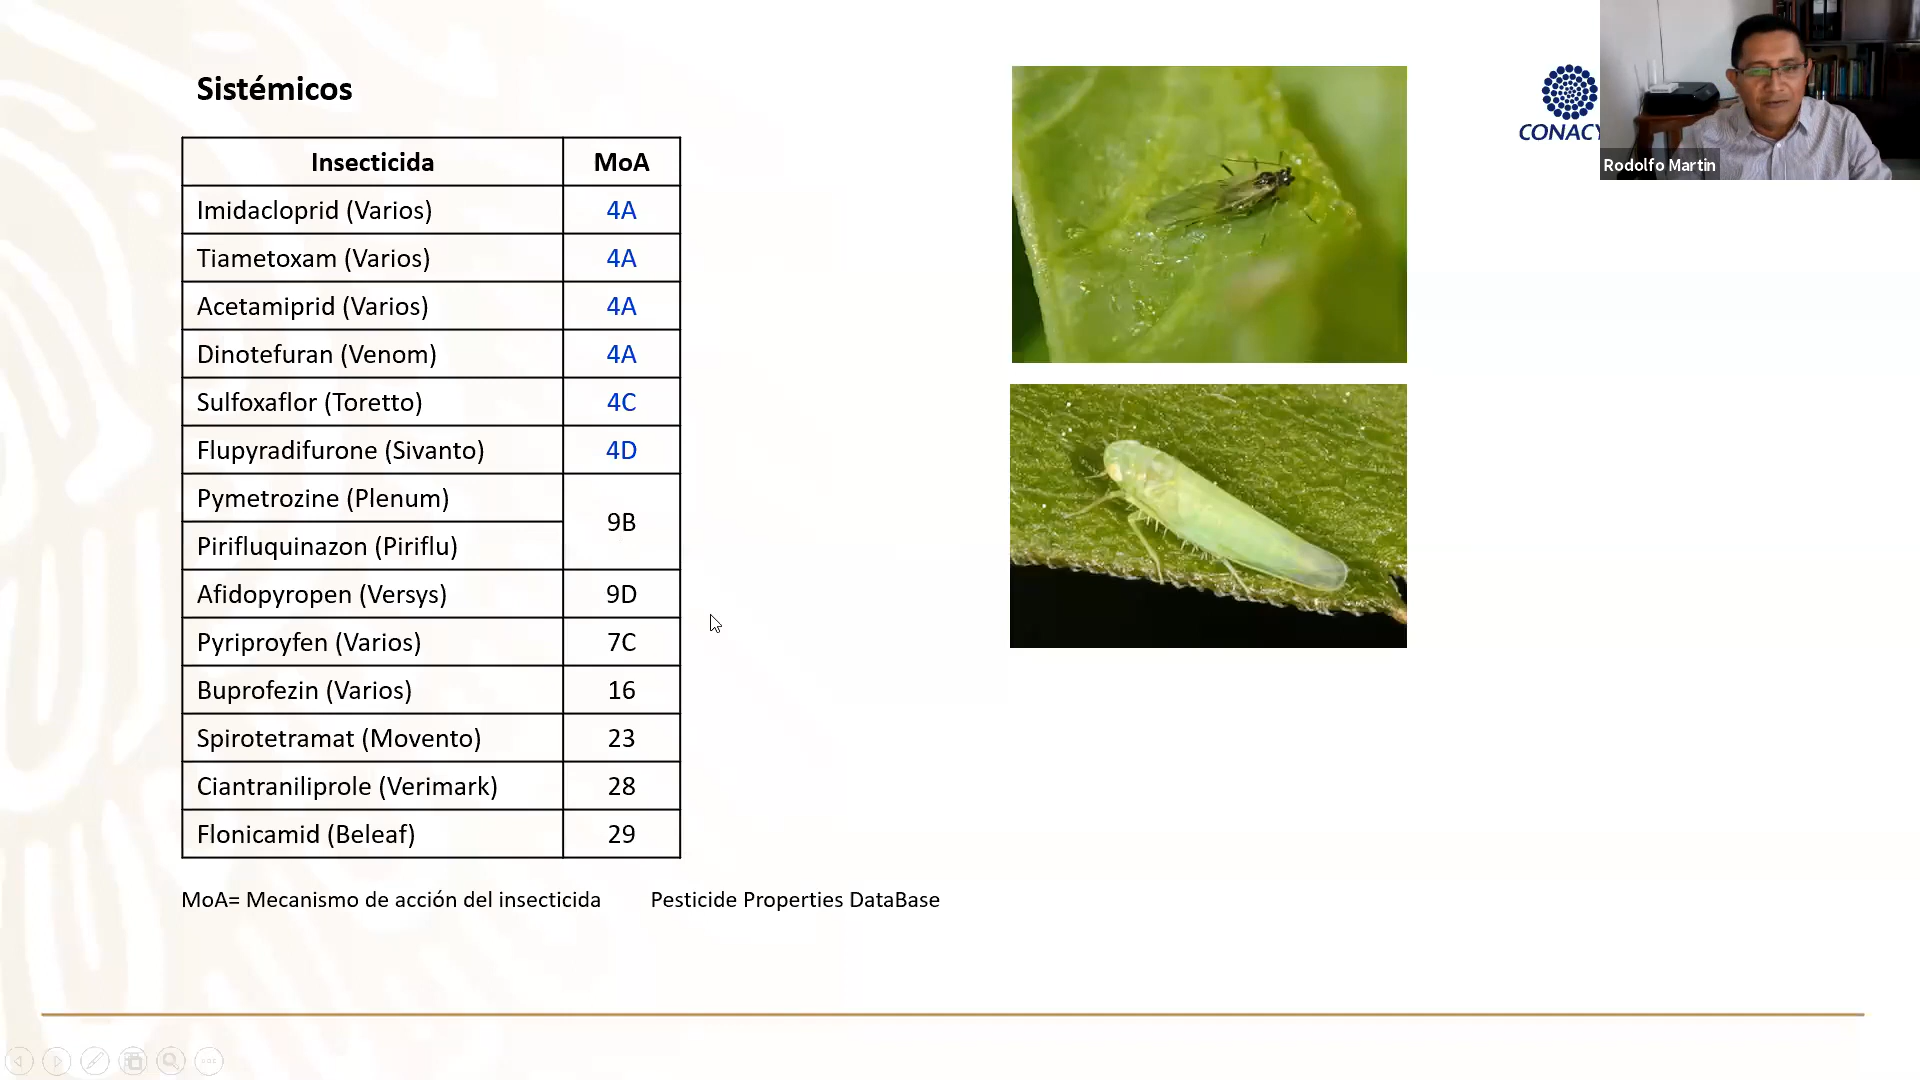 Sistémicos
Insecticida MoA
Imidacloprid (Varios) 4A
Tiametoxam (Varios) 4A
Acetamiprid (Varios) 4A
Dinotefuran (Venom) 4A
Sulfoxaflor (Toretto) 4C
Flupyradifurone (Sivanto) 4D
Pymetrozine (Plenum) 9B
Pirifluquinazon (Piriflu)
Afidopyropen (Versys) 9D
Pyriproyfen (Varios) 7C
Buprofezin (Varios) 16
Spirotetramat (Movento) 23
Ciantraniliprole (Verimark) 28
Flonicamid (Beleaf) 29
MoA= Mecanismo de acción del insecticida Pesticide Properties DataBase
CONACY
Rodolfo Martin